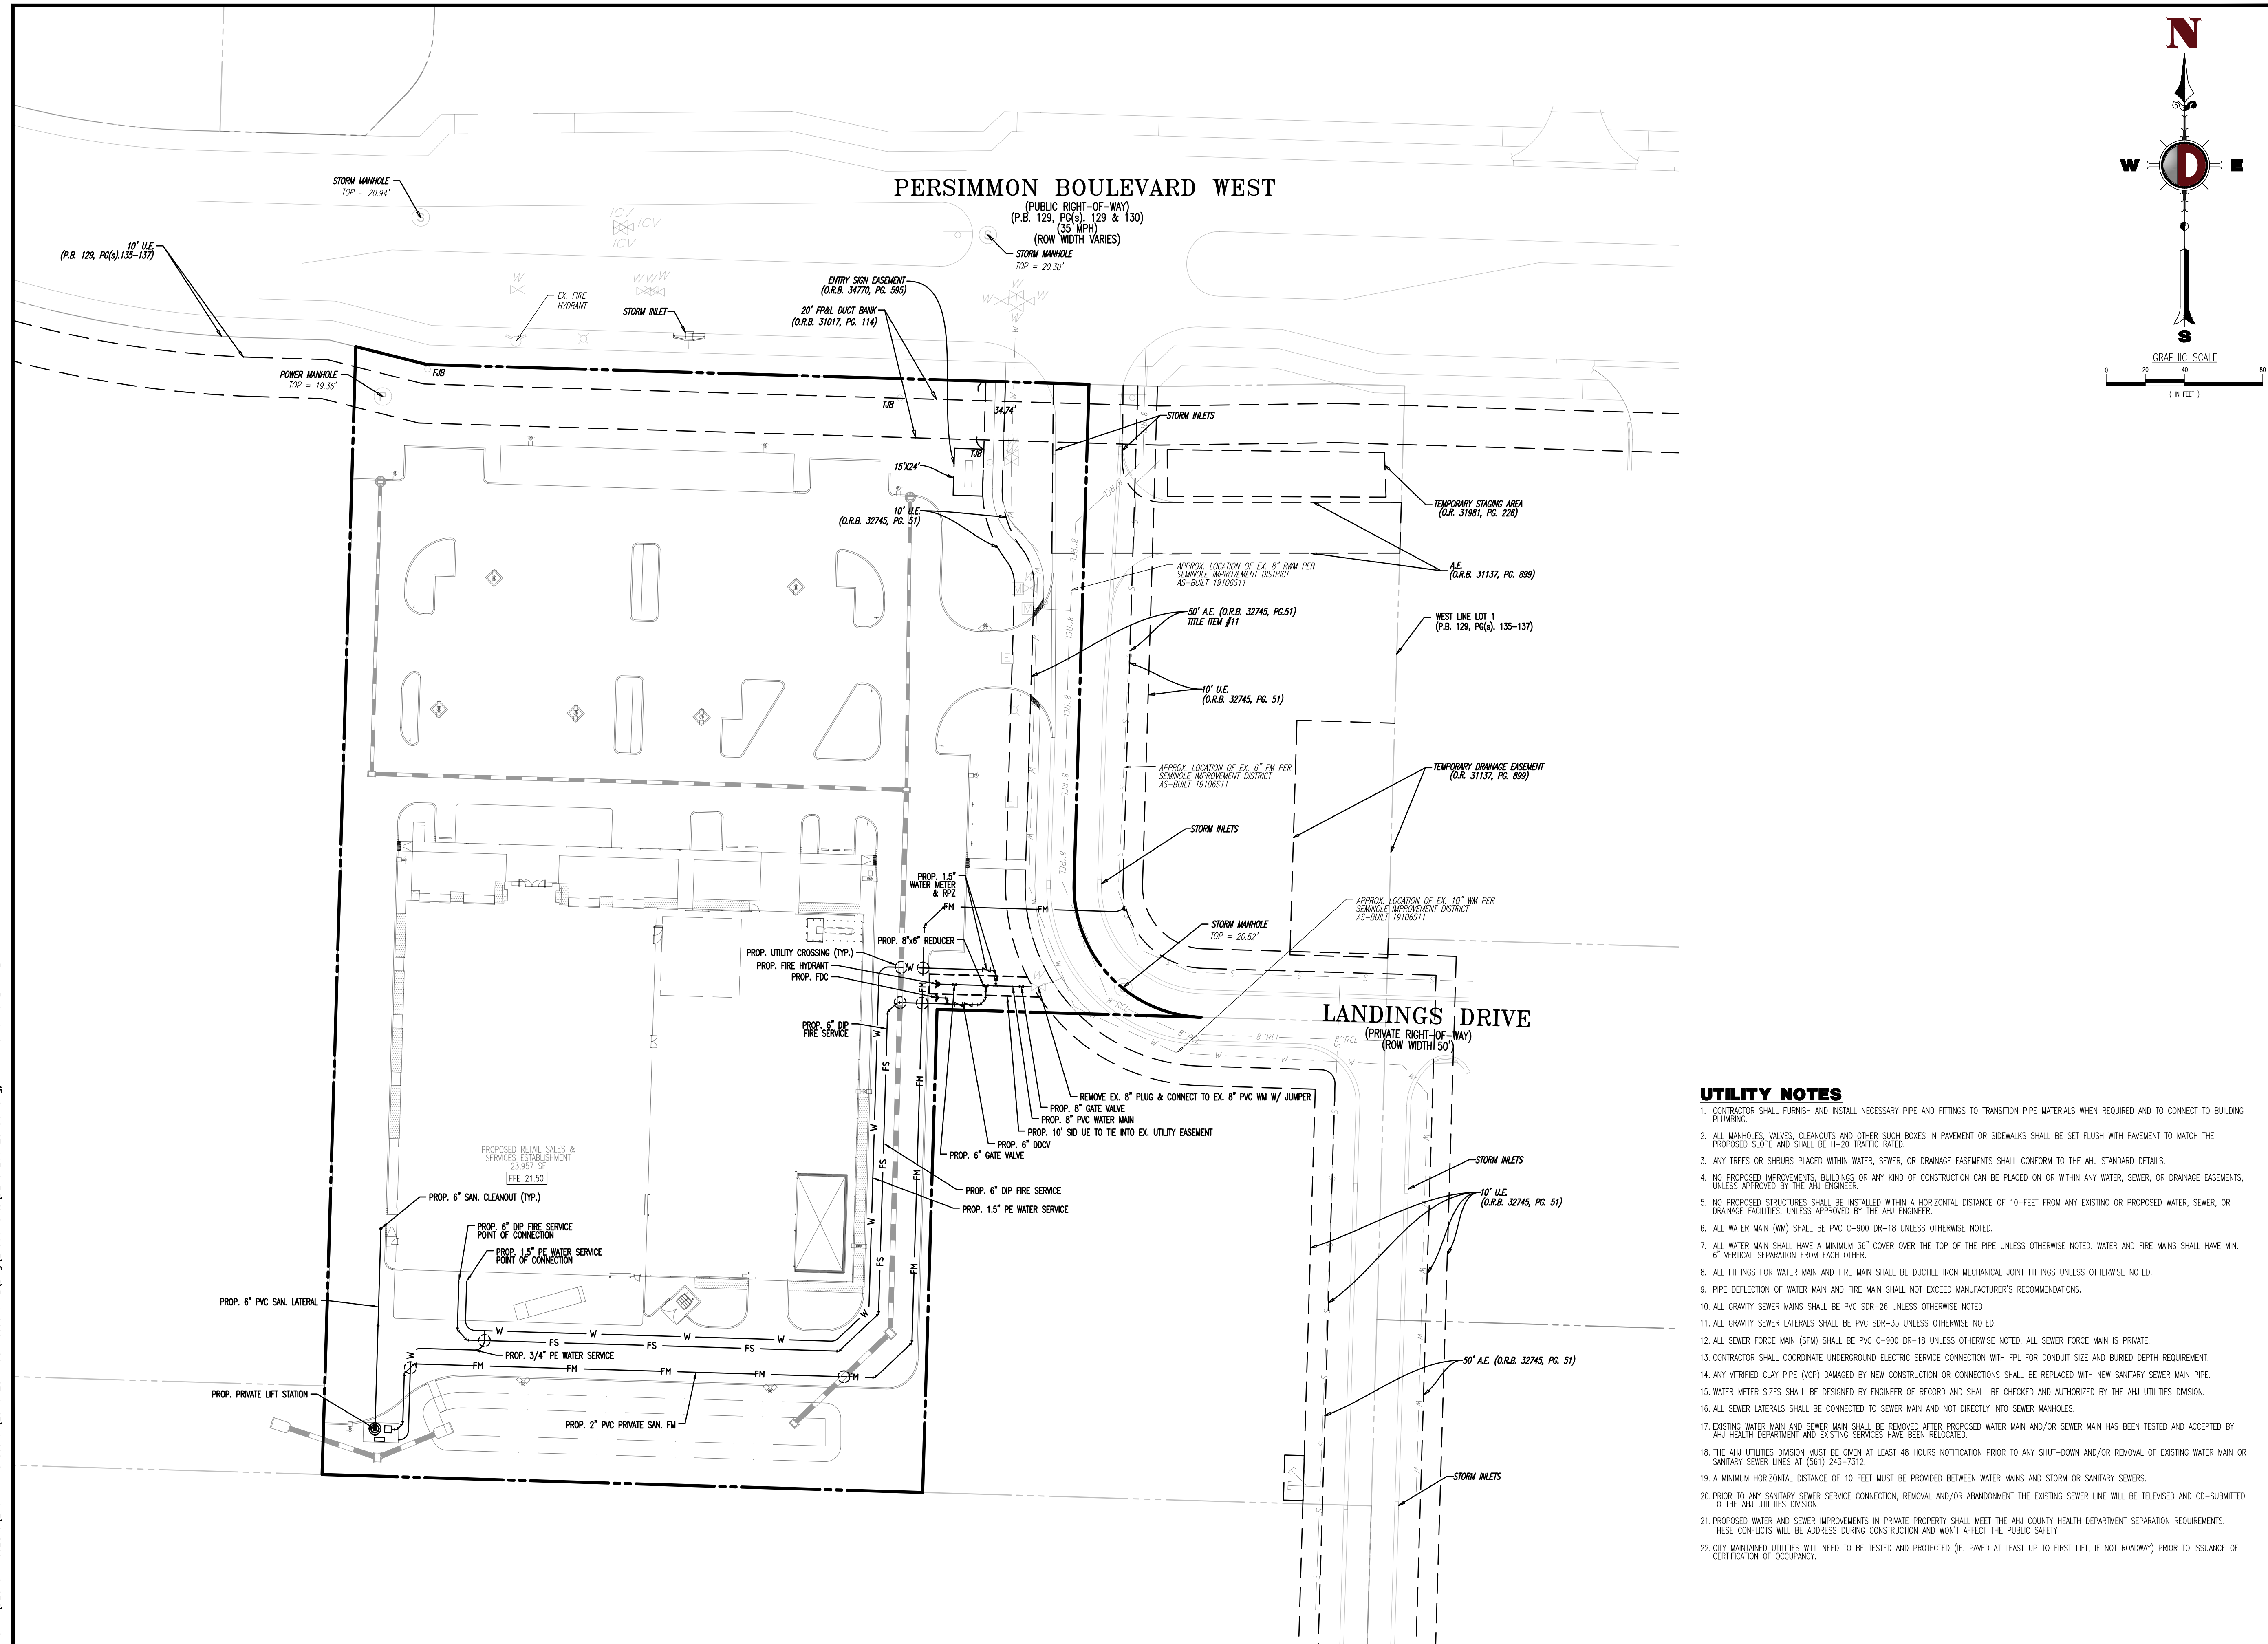 N
W D E
S
GRAPHIC SCALE
0 20 40 80
( IN FEET )
PERSIMMON BOULEVARD WEST
(PUBLIC RIGHT-OF-WAY)
(P.B. 129, PG(s). 129 & 130)
(35 MPH)
(ROW WIDTH VARIES)
STORM MANHOLE
TOP = 20.94'
ICV
ICV
ICV
STORM MANHOLE
TOP = 20.30'
10' U.E.
(P.B. 129, PG(s).135-137)
EX. FIRE
HYDRANT
STORM INLET
ENTRY SIGN EASEMENT
(O.R.B. 34770, PG. 595)
20' FP&L DUCT BANK
(O.R.B. 31017, PG. 114)
POWER MANHOLE
TOP = 19.36'
FJB
TJB
34.74'
TJB
STORM INLETS
15'X24'
10' U.E.
(O.R.B. 32745, PG. 51)
TEMPORARY STAGING AREA
(O.R. 31981, PG. 226)
APPROX. LOCATION OF EX. 8" RWM PER
SEMINOLE IMPROVEMENT DISTRICT
AS-BUILT 19106S11
A.E.
(O.R.B. 31137, PG. 899)
50' A.E. (O.R.B. 32745, PG.51)
TITLE ITEM #11
WEST LINE LOT 1
(P.B. 129, PG(s). 135-137)
10' U.E.
(O.R.B. 32745, PG. 51)
APPROX. LOCATION OF EX. 6" FM PER
SEMINOLE IMPROVEMENT DISTRICT
AS-BUILT 19106S11
TEMPORARY DRAINAGE EASEMENT
(O.R. 31137, PG. 899)
STORM INLETS
PROP. 1.5"
WATER METER
& RPZ
APPROX. LOCATION OF EX. 10" WM PER
SEMINOLE IMPROVEMENT DISTRICT
AS-BUILT 19106S11
STORM MANHOLE
TOP = 20.52'
PROP. 8"x6" REDUCER
PROP. UTILITY CROSSING (TYP.)
PROP. FIRE HYDRANT
PROP. FDC
LANDINGS DRIVE
(PRIVATE RIGHT-OF-WAY)
(ROW WIDTH 50')
PROP. 6" DIP
FIRE SERVICE
REMOVE EX. 8" PLUG & CONNECT TO EX. 8" PVC WM W/ JUMPER
PROP. 8" GATE VALVE
PROP. 8" PVC WATER MAIN
PROP. 10' SID UE TO TIE INTO EX. UTILITY EASEMENT
PROP. 6" DDCV
PROP. 6" GATE VALVE
PROPOSED RETAIL SALES &
SERVICES ESTABLISHMENT
23,957 SF
FFE 21.50
STORM INLETS
10' U.E.
(O.R.B. 32745, PG. 51)
PROP. 6" DIP FIRE SERVICE
PROP. 1.5" PE WATER SERVICE
PROP. 6" SAN. CLEANOUT (TYP.)
PROP. 6" DIP FIRE SERVICE
POINT OF CONNECTION
PROP. 1.5" PE WATER SERVICE
POINT OF CONNECTION
PROP. 6" PVC SAN. LATERAL
W W W W
FS FS FS
PROP. 3/4" PE WATER SERVICE
FM FM FM FM FM
PROP. PRIVATE LIFT STATION
PROP. 2" PVC PRIVATE SAN. FM
50' A.E. (O.R.B. 32745, PG. 51)
STORM INLETS
UTILITY NOTES
1. CONTRACTOR SHALL FURNISH AND INSTALL NECESSARY PIPE AND FITTINGS TO TRANSITION PIPE MATERIALS WHEN REQUIRED AND TO CONNECT TO BUILDING
PLUMBING.
2. ALL MANHOLES, VALVES, CLEANOUTS AND OTHER SUCH BOXES IN PAVEMENT OR SIDEWALKS SHALL BE SET FLUSH WITH PAVEMENT TO MATCH THE
PROPOSED SLOPE AND SHALL BE H-20 TRAFFIC RATED.
3. ANY TREES OR SHRUBS PLACED WITHIN WATER, SEWER, OR DRAINAGE EASEMENTS SHALL CONFORM TO THE AHJ STANDARD DETAILS.
4. NO PROPOSED IMPROVEMENTS, BUILDINGS OR ANY KIND OF CONSTRUCTION CAN BE PLACED ON OR WITHIN ANY WATER, SEWER, OR DRAINAGE EASEMENTS,
UNLESS APPROVED BY THE AHJ ENGINEER.
5. NO PROPOSED STRUCTURES SHALL BE INSTALLED WITHIN A HORIZONTAL DISTANCE OF 10-FEET FROM ANY EXISTING OR PROPOSED WATER, SEWER, OR
DRAINAGE FACILITIES, UNLESS APPROVED BY THE AHJ ENGINEER.
6. ALL WATER MAIN (WM) SHALL BE PVC C-900 DR-18 UNLESS OTHERWISE NOTED.
7. ALL WATER MAIN SHALL HAVE A MINIMUM 36" COVER OVER THE TOP OF THE PIPE UNLESS OTHERWISE NOTED. WATER AND FIRE MAINS SHALL HAVE MIN.
6" VERTICAL SEPARATION FROM EACH OTHER.
8. ALL FITTINGS FOR WATER MAIN AND FIRE MAIN SHALL BE DUCTILE IRON MECHANICAL JOINT FITTINGS UNLESS OTHERWISE NOTED.
9. PIPE DEFLECTION OF WATER MAIN AND FIRE MAIN SHALL NOT EXCEED MANUFACTURER'S RECOMMENDATIONS.
10. ALL GRAVITY SEWER MAINS SHALL BE PVC SDR-26 UNLESS OTHERWISE NOTED
11. ALL GRAVITY SEWER LATERALS SHALL BE PVC SDR-35 UNLESS OTHERWISE NOTED.
12. ALL SEWER FORCE MAIN (SFM) SHALL BE PVC C-900 DR-18 UNLESS OTHERWISE NOTED. ALL SEWER FORCE MAIN IS PRIVATE.
13. CONTRACTOR SHALL COORDINATE UNDERGROUND ELECTRIC SERVICE CONNECTION WITH FPL FOR CONDUIT SIZE AND BURIED DEPTH REQUIREMENT.
14. ANY VITRIFIED CLAY PIPE (VCP) DAMAGED BY NEW CONSTRUCTION OR CONNECTIONS SHALL BE REPLACED WITH NEW SANITARY SEWER MAIN PIPE.
15. WATER METER SIZES SHALL BE DESIGNED BY ENGINEER OF RECORD AND SHALL BE CHECKED AND AUTHORIZED BY THE AHJ UTILITIES DIVISION.
16. ALL SEWER LATERALS SHALL BE CONNECTED TO SEWER MAIN AND NOT DIRECTLY INTO SEWER MANHOLES.
17. EXISTING WATER MAIN AND SEWER MAIN SHALL BE REMOVED AFTER PROPOSED WATER MAIN AND/OR SEWER MAIN HAS BEEN TESTED AND ACCEPTED BY
AHJ HEALTH DEPARTMENT AND EXISTING SERVICES HAVE BEEN RELOCATED.
18. THE AHJ UTILITIES DIVISION MUST BE GIVEN AT LEAST 48 HOURS NOTIFICATION PRIOR TO ANY SHUT-DOWN AND/OR REMOVAL OF EXISTING WATER MAIN OR
SANITARY SEWER LINES AT (561) 243-7312.
19. A MINIMUM HORIZONTAL DISTANCE OF 10 FEET MUST BE PROVIDED BETWEEN WATER MAINS AND STORM OR SANITARY SEWERS.
20. PRIOR TO ANY SANITARY SEWER SERVICE CONNECTION, REMOVAL AND/OR ABANDONMENT THE EXISTING SEWER LINE WILL BE TELEVISED AND CD-SUBMITTED
TO THE AHJ UTILITIES DIVISION.
21. PROPOSED WATER AND SEWER IMPROVEMENTS IN PRIVATE PROPERTY SHALL MEET THE AHJ COUNTY HEALTH DEPARTMENT SEPARATION REQUIREMENTS,
THESE CONFLICTS WILL BE ADDRESS DURING CONSTRUCTION AND WON'T AFFECT THE PUBLIC SAFETY
22. CITY MAINTAINED UTILITIES WILL NEED TO BE TESTED AND PROTECTED (IE. PAVED AT LEAST UP TO FIRST LIFT, IF NOT ROADWAY) PRIOR TO ISSUANCE OF
CERTIFICATION OF OCCUPANCY.